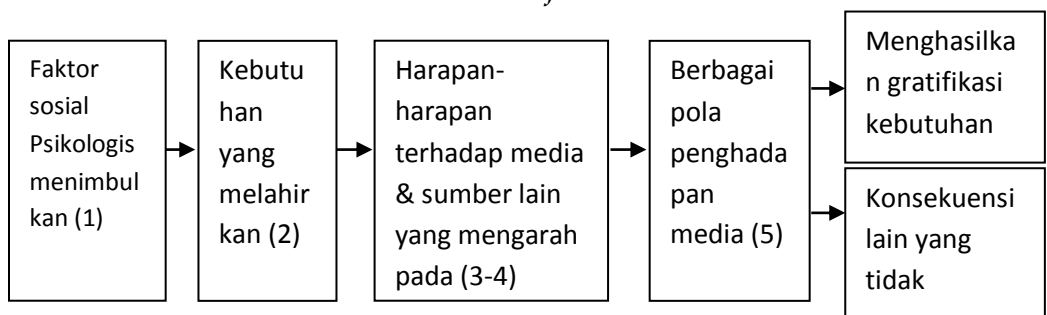 Faktor
sosial
Psikologis
menimbul
kan (1)
Kebutu
han
yang
melahir
kan (2)
Harapan-
harapan
terhadap media
& sumber lain
yang mengarah
pada (3-4)
Berbagai
pola
penghada
pan
media (5)
Menghasilka
n gratifikasi
kebutuhan
Konsekuensi
lain yang
tidak